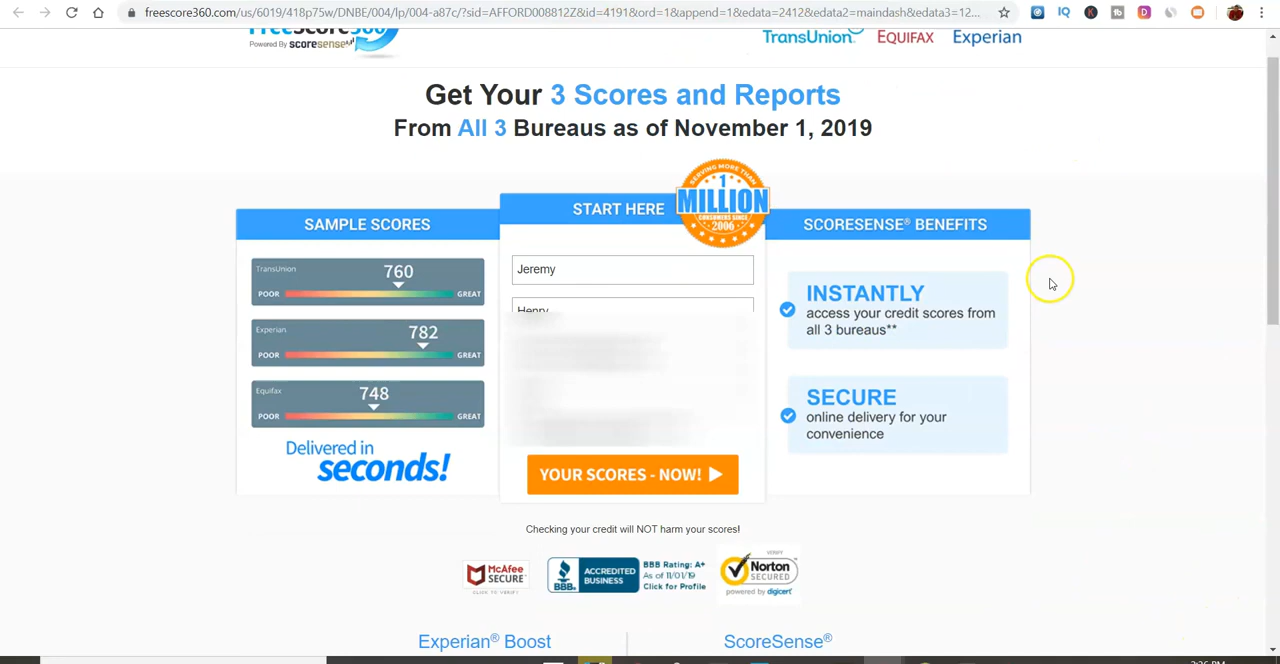 freescore360.com/us/6019/418p75w/DNBE/004/lp/004-a87c/?sid=AFFORD008812Z&id=4191&ord=1&append=1&edata=2412&edata2=maindash&edata3=12...
FreeScore360
Powered By scoresense
TransUnion EQUIFAX Experian
Get Your 3 Scores and Reports
From All 3 Bureaus as of November 1, 2019
SERVING MORE THAN
1
MILLION
CONSUMERS SINCE
2006
SAMPLE SCORES
START HERE
SCORESENSE® BENEFITS
TransUnion
760
POOR GREAT
Experian
782
POOR GREAT
Equifax
748
POOR GREAT
Delivered in
seconds!
Jeremy
Henry
YOUR SCORES - NOW!
INSTANTLY
access your credit scores from
all 3 bureaus**
SECURE
online delivery for your
convenience
Checking your credit will NOT harm your scores!
McAfee
SECURE
CLICK TO VERIFY
BBB.
ACCREDITED
BUSINESS
BBB Rating: A+
As of 11/01/19
Click for Profile
VERIFY
Norton
SECURED
powered by digicert
Experian® Boost
ScoreSense®